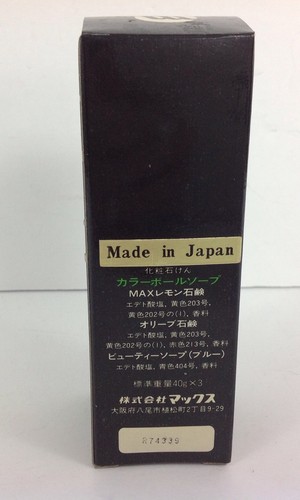 Made in Japan
化粧石けん
カラーボールソープ
MAXレモン石鹸
エデト酸塩, 黄色203号,
黄色202号の(1), 香料
オリーブ石鹸
エデト酸塩, 黄色203号,
黄色202号の(1), 赤色213号, 香料
ビューティーソープ(ブルー)
エデト酸塩, 青色404号, 香料
標準重量40g×3
株式会社マックス
大阪府八尾市植松町2丁目9-29
R74339